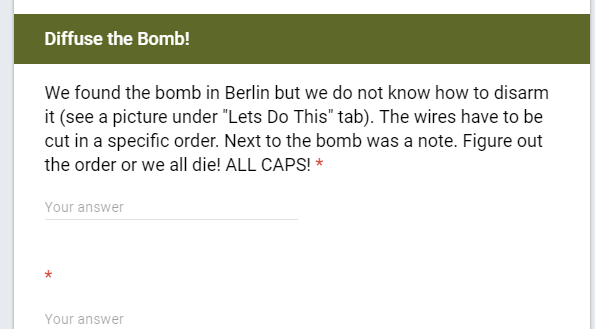 Diffuse the Bomb!
We found the bomb in Berlin but we do not know how to disarm
it (see a picture under "Lets Do This" tab). The wires have to be
cut in a specific order. Next to the bomb was a note. Figure out
the order or we all die! ALL CAPS! *
Your answer
*
Your answer